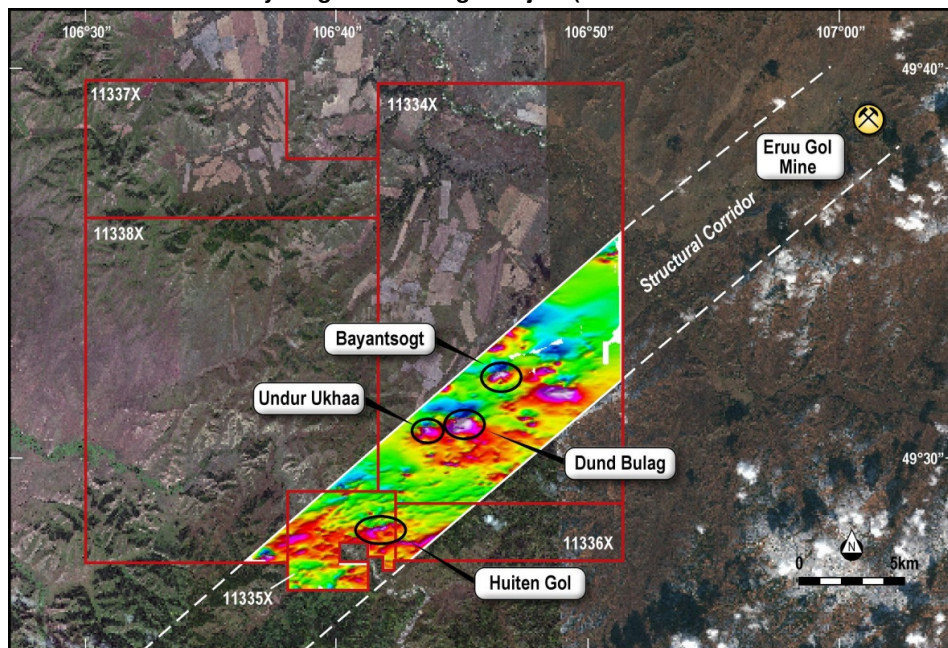 106°30”
106°40”
106°50”
107°00”
49°40”
11337X
11334X
Eruu Gol
Mine
Structural Corridor
11338X
Bayantsogt
Undur Ukhaa
Dund Bulag
49°30”
11336X
N
0
5km
Huiten Gol
11335X